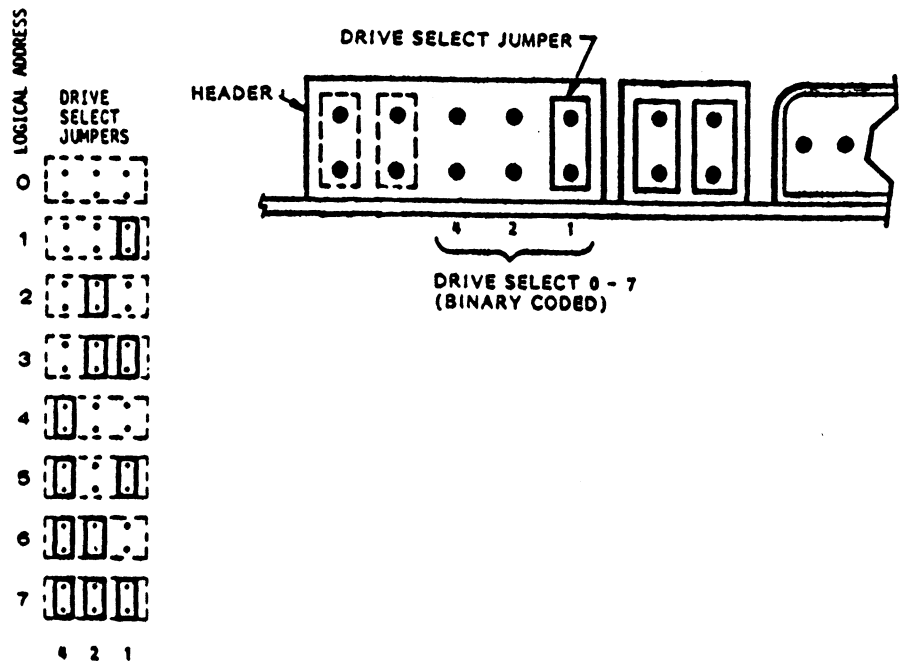 LOGICAL ADDRESS
DRIVE
SELECT
JUMPERS
0
1
2
3
4
5
6
7
4 2 1
DRIVE SELECT JUMPER
HEADER
4 2 1
DRIVE SELECT 0 - 7
(BINARY CODED)